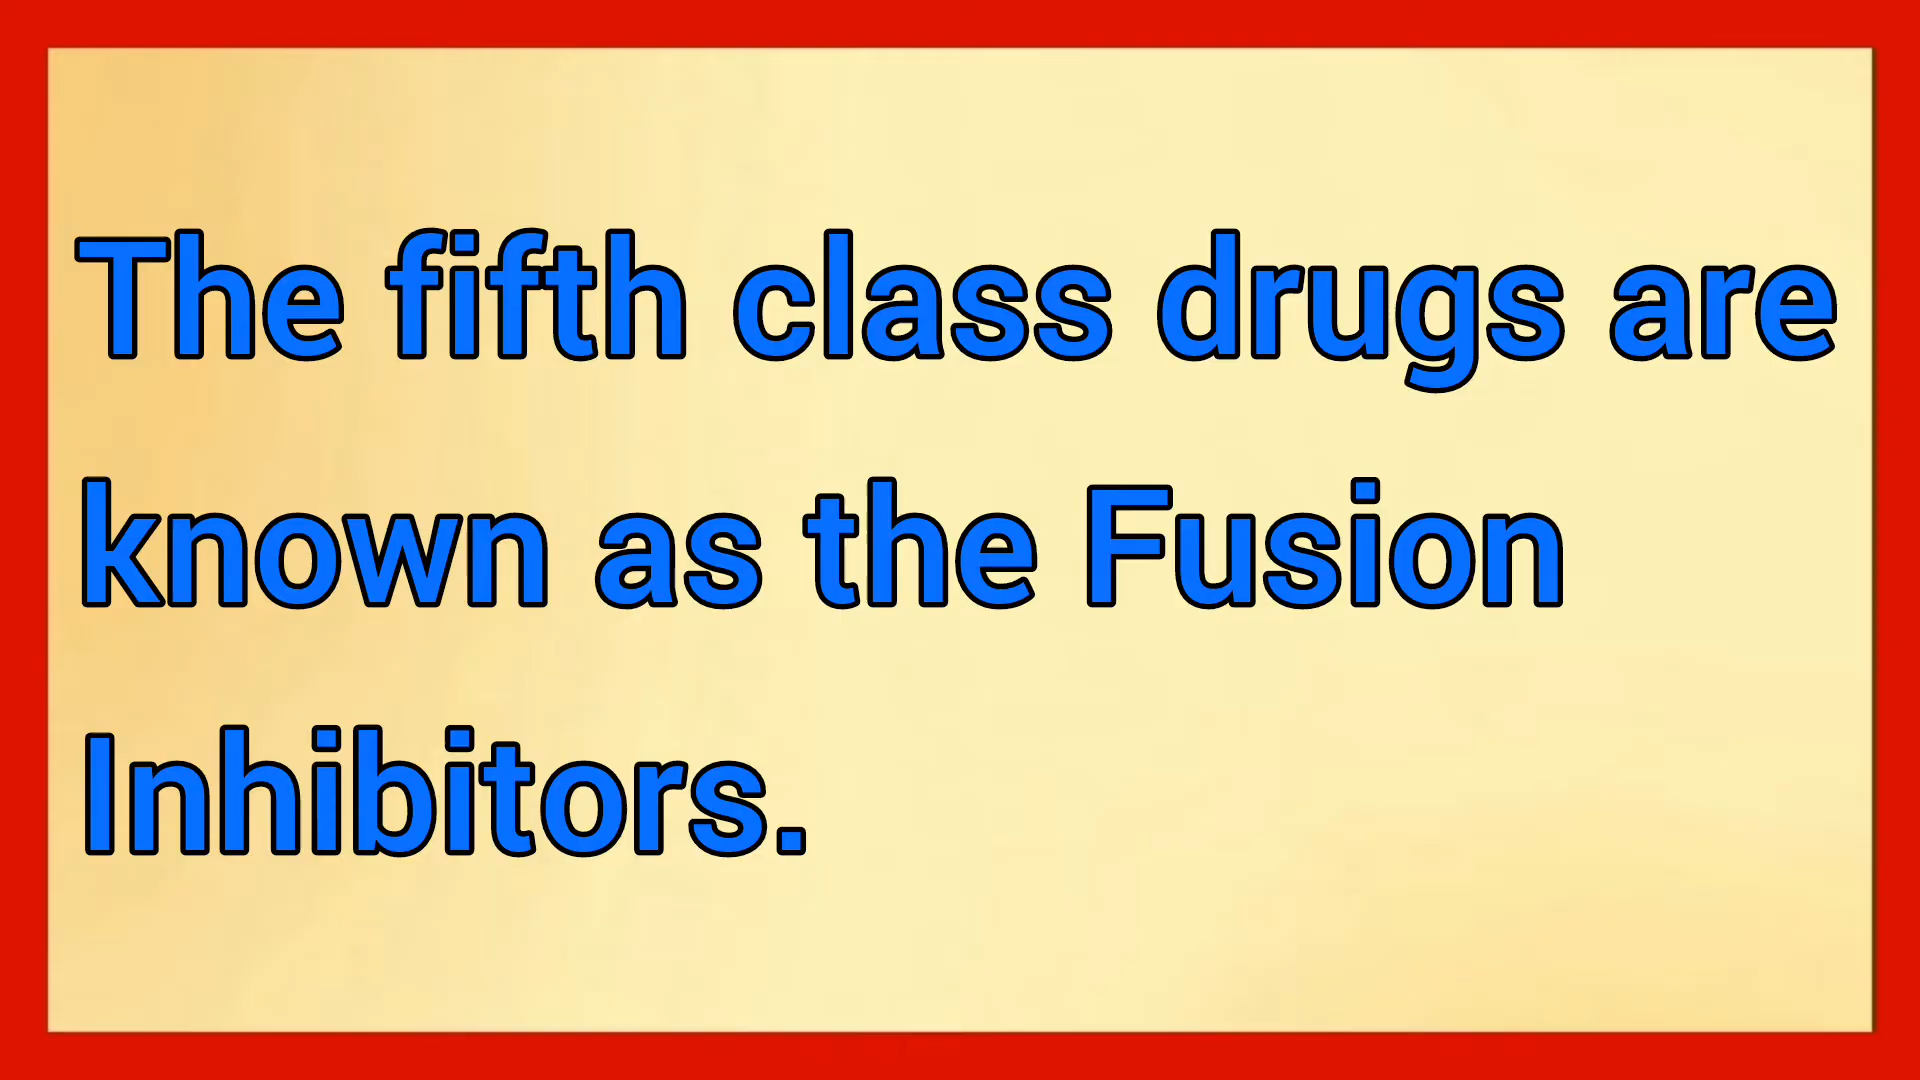 The fifth class drugs are
known as the Fusion
Inhibitors.